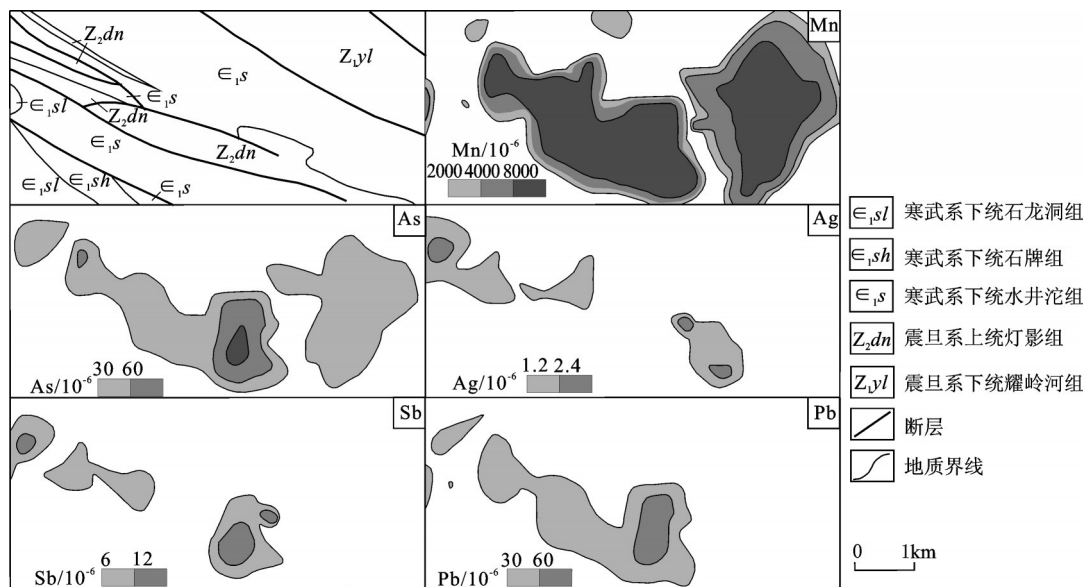 Z₂dn
∈₁s
Z₁yl
∈₁s
∈₁sl
Z₂dn
∈₁s
Z₂dn
∈₁sl
∈₁sh
∈₁s
Mn
Mn/10⁻⁶
2000 4000 8000
As
30 60
As/10⁻⁶
Ag
1.2 2.4
Ag/10⁻⁶
Sb
6 12
Sb/10⁻⁶
Pb
30 60
Pb/10⁻⁶
∈₁sl 寒武系下统石龙洞组
∈₁sh 寒武系下统石牌组
∈₁s 寒武系下统水井沱组
Z₂dn 震旦系上统灯影组
Z₁yl 震旦系下统耀岭河组
断层
地质界线
0 1km